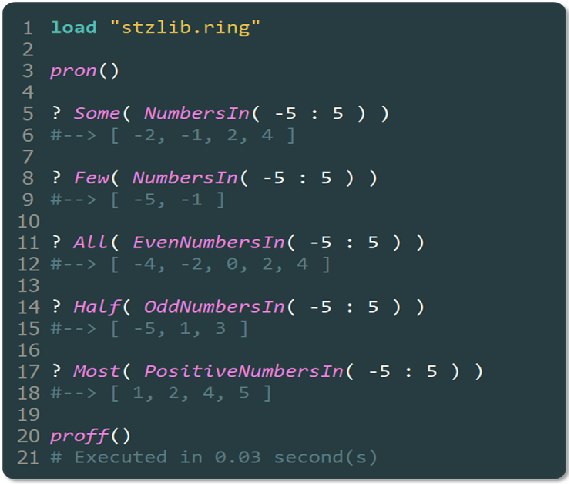 1 load "stzlib.ring"
2
3 pron()
4
5 ? Some( NumbersIn( -5 : 5 ) )
6 #--> [ -2, -1, 2, 4 ]
7
8 ? Few( NumbersIn( -5 : 5 ) )
9 #--> [ -5, -1 ]
10
11 ? All( EvenNumbersIn( -5 : 5 ) )
12 #--> [ -4, -2, 0, 2, 4 ]
13
14 ? Half( OddNumbersIn( -5 : 5 ) )
15 #--> [ -5, 1, 3 ]
16
17 ? Most( PositiveNumbersIn( -5 : 5 ) )
18 #--> [ 1, 2, 4, 5 ]
19
20 proff()
21 # Executed in 0.03 second(s)